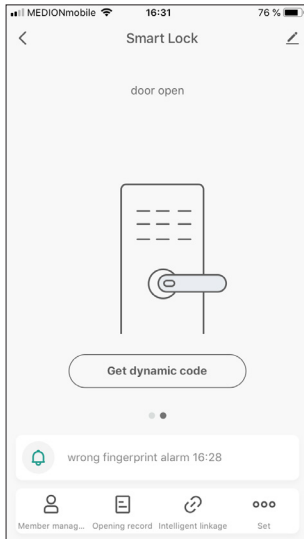 MEDIONmobile 16:31 76 %
Smart Lock
door open
Get dynamic code
wrong fingerprint alarm 16:28
Member manag... Opening record Intelligent linkage Set